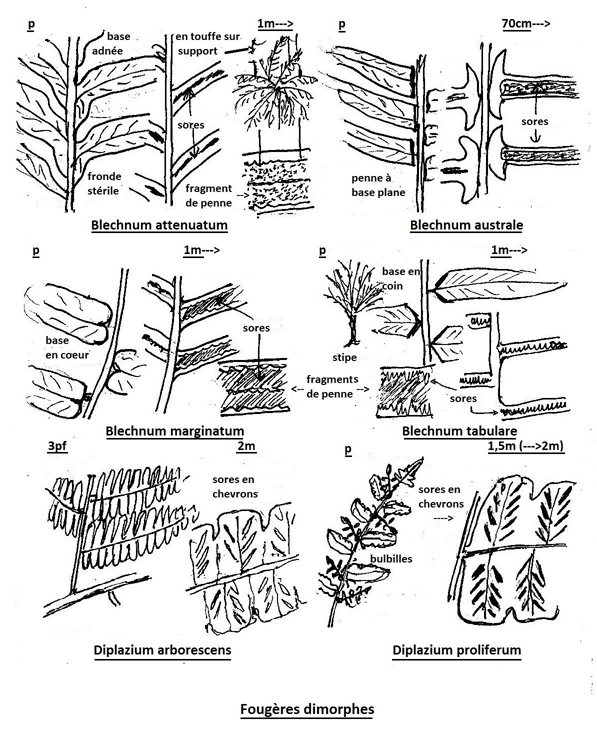 p
base
adnée
en touffe sur
support
1m--->
sores
fronde
stérile
fragment
de penne
Blechnum attenuatum
p
70cm--->
sores
penne à
base plane
Blechnum australe
p
1m--->
base
en coeur
sores
Blechnum marginatum
p
1m--->
base en
coin
stipe
fragments
de penne
sores
Blechnum tabulare
3pf
2m
sores en
chevrons
Diplazium arborescens
p
1,5m (--->2m)
sores en
chevrons
--->
bulbilles
Diplazium proliferum
Fougères dimorphes